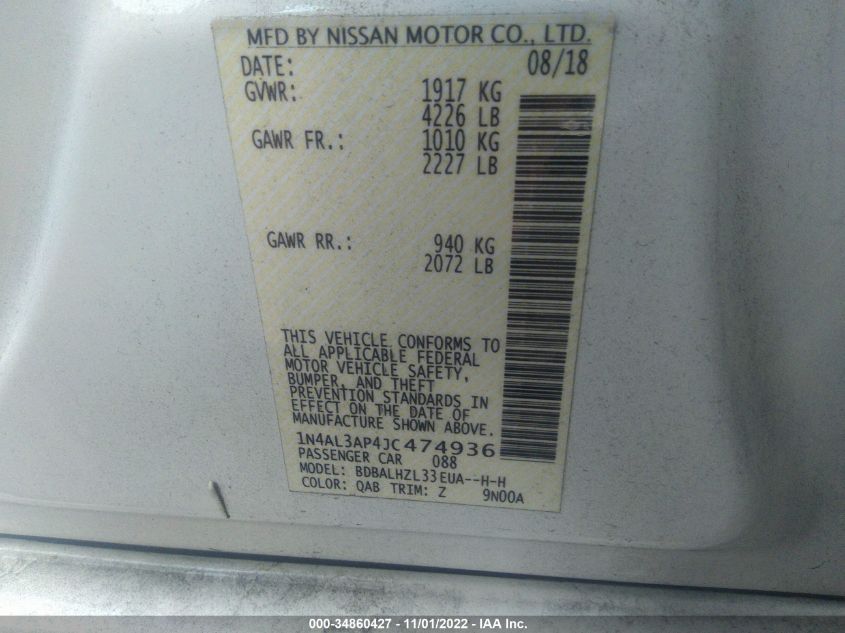 MFD BY NISSAN MOTOR CO., LTD.
DATE: 08/18
GVWR: 1917 KG
4226 LB
GAWR FR.: 1010 KG
2227 LB
GAWR RR.: 940 KG
2072 LB
THIS VEHICLE CONFORMS TO
ALL APPLICABLE FEDERAL
MOTOR VEHICLE SAFETY,
BUMPER, AND THEFT
PREVENTION STANDARDS IN
EFFECT ON THE DATE OF
MANUFACTURE SHOWN ABOVE.
1N4AL3AP4JC474936
PASSENGER CAR 088
MODEL: BDBALHZL33EUA--H-H
COLOR: QAB TRIM: Z 9N00A
000-34860427 - 11/01/2022 - IAA Inc.